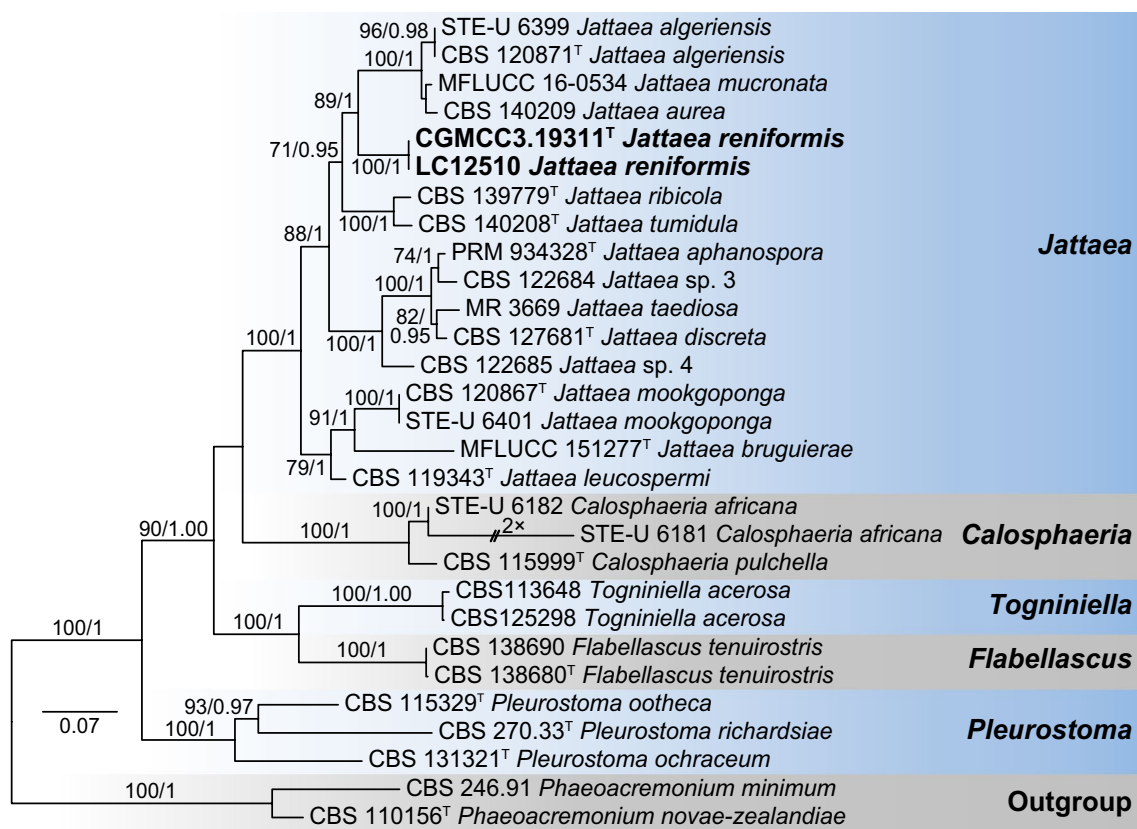 96/0.98
STE-U 6399 Jattaea algeriensis
CBS 120871ᵀ Jattaea algeriensis
100/1
MFLUCC 16-0534 Jattaea mucronata
89/1
CBS 140209 Jattaea aurea
CGMCC3.19311ᵀ Jattaea reniformis
71/0.95
100/1
LC12510 Jattaea reniformis
CBS 139779ᵀ Jattaea ribicola
100/1
CBS 140208ᵀ Jattaea tumidula
Jattaea
88/1
74/1
PRM 934328ᵀ Jattaea aphanospora
100/1
CBS 122684 Jattaea sp. 3
MR 3669 Jattaea taediosa
82/
0.95
CBS 127681ᵀ Jattaea discreta
100/1
100/1
CBS 122685 Jattaea sp. 4
100/1
CBS 120867ᵀ Jattaea mookgoponga
91/1
STE-U 6401 Jattaea mookgoponga
MFLUCC 151277ᵀ Jattaea bruguierae
79/1
CBS 119343ᵀ Jattaea leucospermi
100/1
STE-U 6182 Calosphaeria africana
90/1.00
100/1
2×
STE-U 6181 Calosphaeria africana
Calosphaeria
CBS 115999ᵀ Calosphaeria pulchella
100/1.00
CBS113648 Togniniella acerosa
CBS125298 Togniniella acerosa
Togniniella
100/1
100/1
CBS 138690 Flabellascus tenuirostris
CBS 138680ᵀ Flabellascus tenuirostris
Flabellascus
93/0.97
CBS 115329ᵀ Pleurostoma ootheca
0.07
100/1
CBS 270.33ᵀ Pleurostoma richardsiae
Pleurostoma
CBS 131321ᵀ Pleurostoma ochraceum
100/1
CBS 246.91 Phaeoacremonium minimum
CBS 110156ᵀ Phaeoacremonium novae-zealandiae
Outgroup